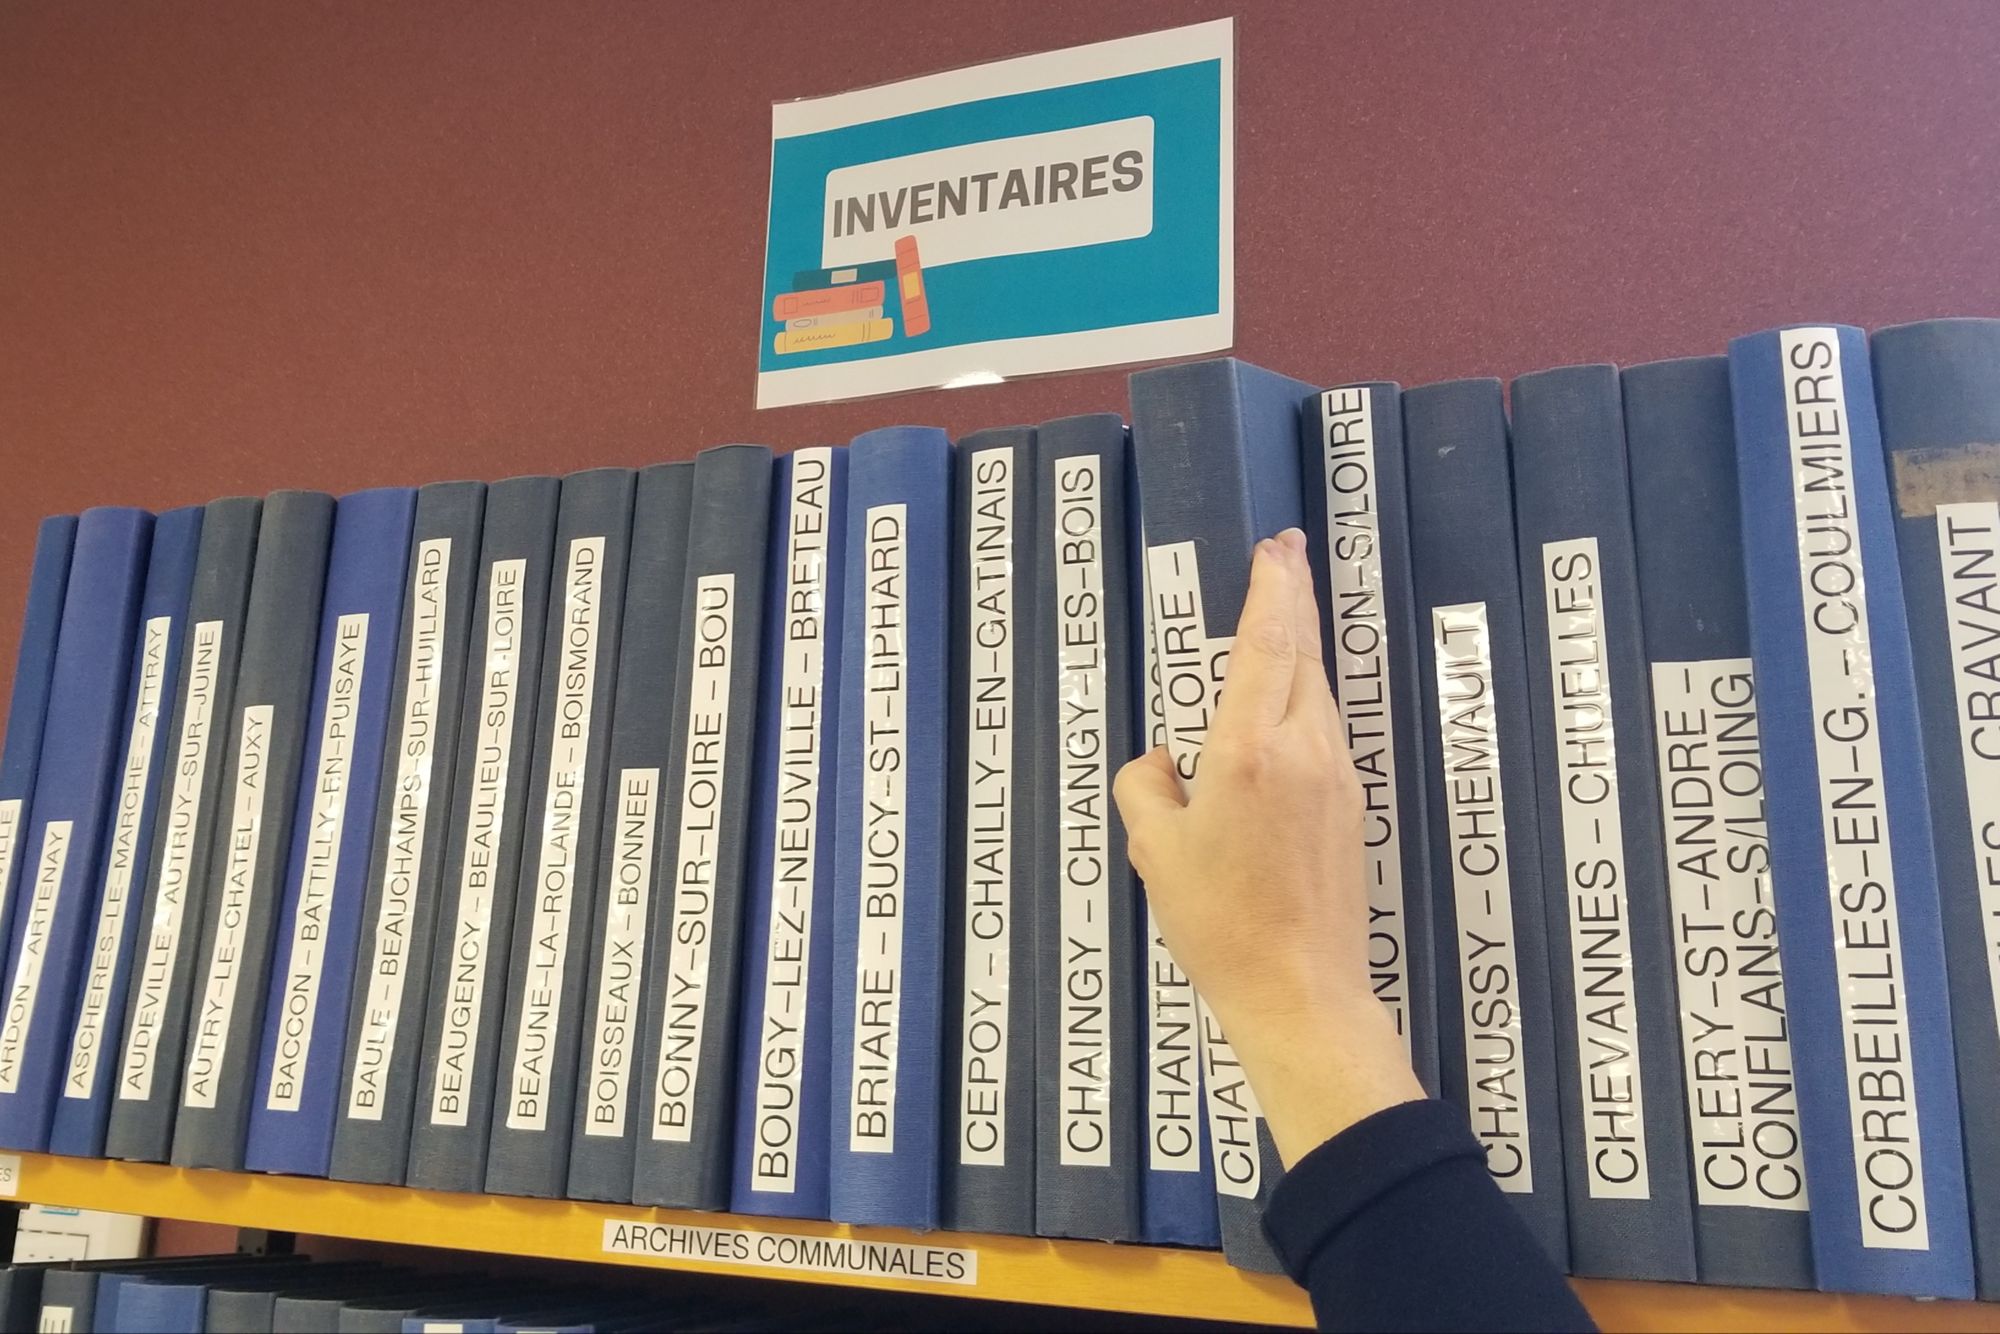 INVENTAIRES
ARDON – ARTENAY
ASCHERES–LE–MARCHE – ATTRAY
AUDEVILLE – AUTRUY–SUR–JUINE
AUTRY–LE–CHATEL – AUXY
BACCON – BATTILLY–EN–PUISAYE
BAULE – BEAUCHAMPS–SUR–HUILLARD
BEAUGENCY – BEAULIEU–SUR–LOIRE
BEAUNE–LA–ROLANDE – BOISMORAND
BOISSEAUX – BONNEE
BONNY–SUR–LOIRE – BOU
BOUGY–LEZ–NEUVILLE – BRETEAU
BRIARE – BUCY–ST–LIPHARD
CEPOY – CHAILLY–EN–GATINAIS
CHAINGY – CHANGY–LES–BOIS
S/LOIRE –
CHATILLON–S/LOIRE
CHAUSSY – CHEMAULT
CHEVANNES – CHUELLES
CLERY–ST–ANDRE –
CONFLANS–S/LOING
CORBEILLES–EN–G. – COULMIERS
CRAVANT
ARCHIVES COMMUNALES